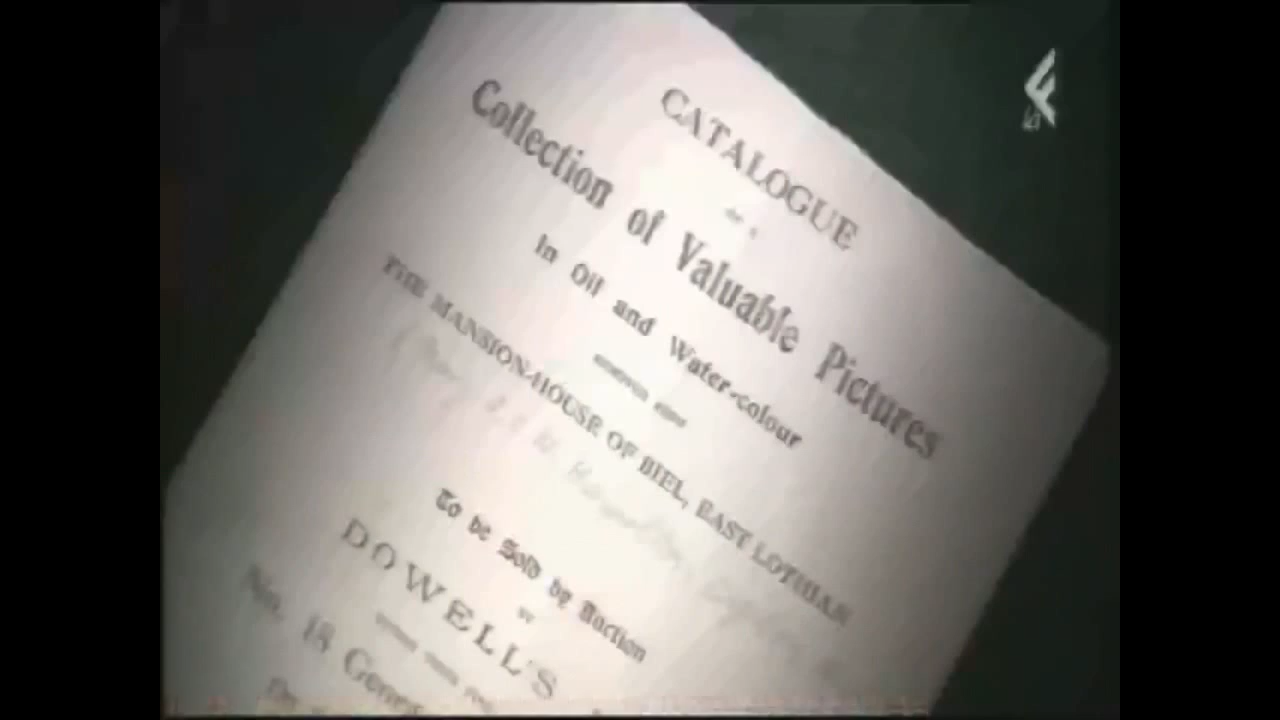 CATALOGUE
Collection of Valuable Pictures
In Oil and Water-colour
THE MANSION-HOUSE OF BIEL, EAST LOTHIAN
To be Sold by Auction
BY
DOWELL'S
No. 18 George